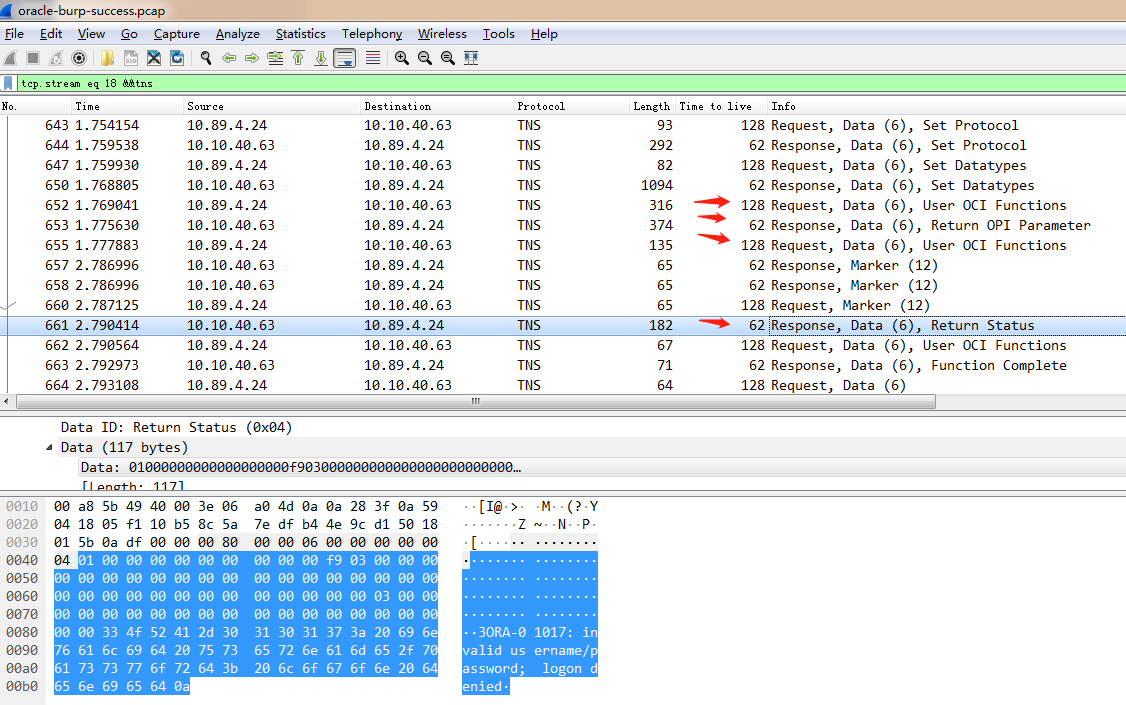 oracle-burp-success.pcap
File Edit View Go Capture Analyze Statistics Telephony Wireless Tools Help
tcp.stream eq 18 &&tns
No. Time Source Destination Protocol Length Time to live Info
643 1.754154 10.89.4.24 10.10.40.63 TNS 93 128 Request, Data (6), Set Protocol
644 1.759538 10.10.40.63 10.89.4.24 TNS 292 62 Response, Data (6), Set Protocol
647 1.759930 10.89.4.24 10.10.40.63 TNS 82 128 Request, Data (6), Set Datatypes
650 1.768805 10.10.40.63 10.89.4.24 TNS 1094 62 Response, Data (6), Set Datatypes
652 1.769041 10.89.4.24 10.10.40.63 TNS 316 128 Request, Data (6), User OCI Functions
653 1.775630 10.10.40.63 10.89.4.24 TNS 374 62 Response, Data (6), Return OPI Parameter
655 1.777883 10.89.4.24 10.10.40.63 TNS 135 128 Request, Data (6), User OCI Functions
657 2.786996 10.10.40.63 10.89.4.24 TNS 65 62 Response, Marker (12)
658 2.786996 10.10.40.63 10.89.4.24 TNS 65 62 Response, Marker (12)
660 2.787125 10.89.4.24 10.10.40.63 TNS 65 128 Request, Marker (12)
661 2.790414 10.10.40.63 10.89.4.24 TNS 182 62 Response, Data (6), Return Status
662 2.790564 10.89.4.24 10.10.40.63 TNS 67 128 Request, Data (6), User OCI Functions
663 2.792973 10.10.40.63 10.89.4.24 TNS 71 62 Response, Data (6), Function Complete
664 2.793108 10.89.4.24 10.10.40.63 TNS 64 128 Request, Data (6)
Data ID: Return Status (0x04)
Data (117 bytes)
Data: 01000000000000000000f9030000000000000000000000000…
[Length: 117]
0010 00 a8 5b 49 40 00 3e 06 a0 4d 0a 0a 28 3f 0a 59 ··[I@·>· ·M··(?·Y
0020 04 18 05 f1 10 b5 8c 5a 7e df b4 4e 9c d1 50 18 ·······Z ~··N··P·
0030 01 5b 0a df 00 00 00 80 00 00 06 00 00 00 00 00 ·[······ ········
0040 04 01 00 00 00 00 00 00 00 00 00 f9 03 00 00 00 ········ ········
0050 00 00 00 00 00 00 00 00 00 00 00 00 00 00 00 00 ········ ········
0060 00 00 00 00 00 00 00 00 00 00 00 00 00 03 00 00 ········ ········
0070 00 00 00 00 00 00 00 00 00 00 00 00 00 00 00 00 ········ ········
0080 00 00 33 4f 52 41 2d 30 31 30 31 37 3a 20 69 6e ··3ORA-0 1017: in
0090 76 61 6c 69 64 20 75 73 65 72 6e 61 6d 65 2f 70 valid us ername/p
00a0 61 73 73 77 6f 72 64 3b 20 6c 6f 67 6f 6e 20 64 assword; logon d
00b0 65 6e 69 65 64 0a enied·